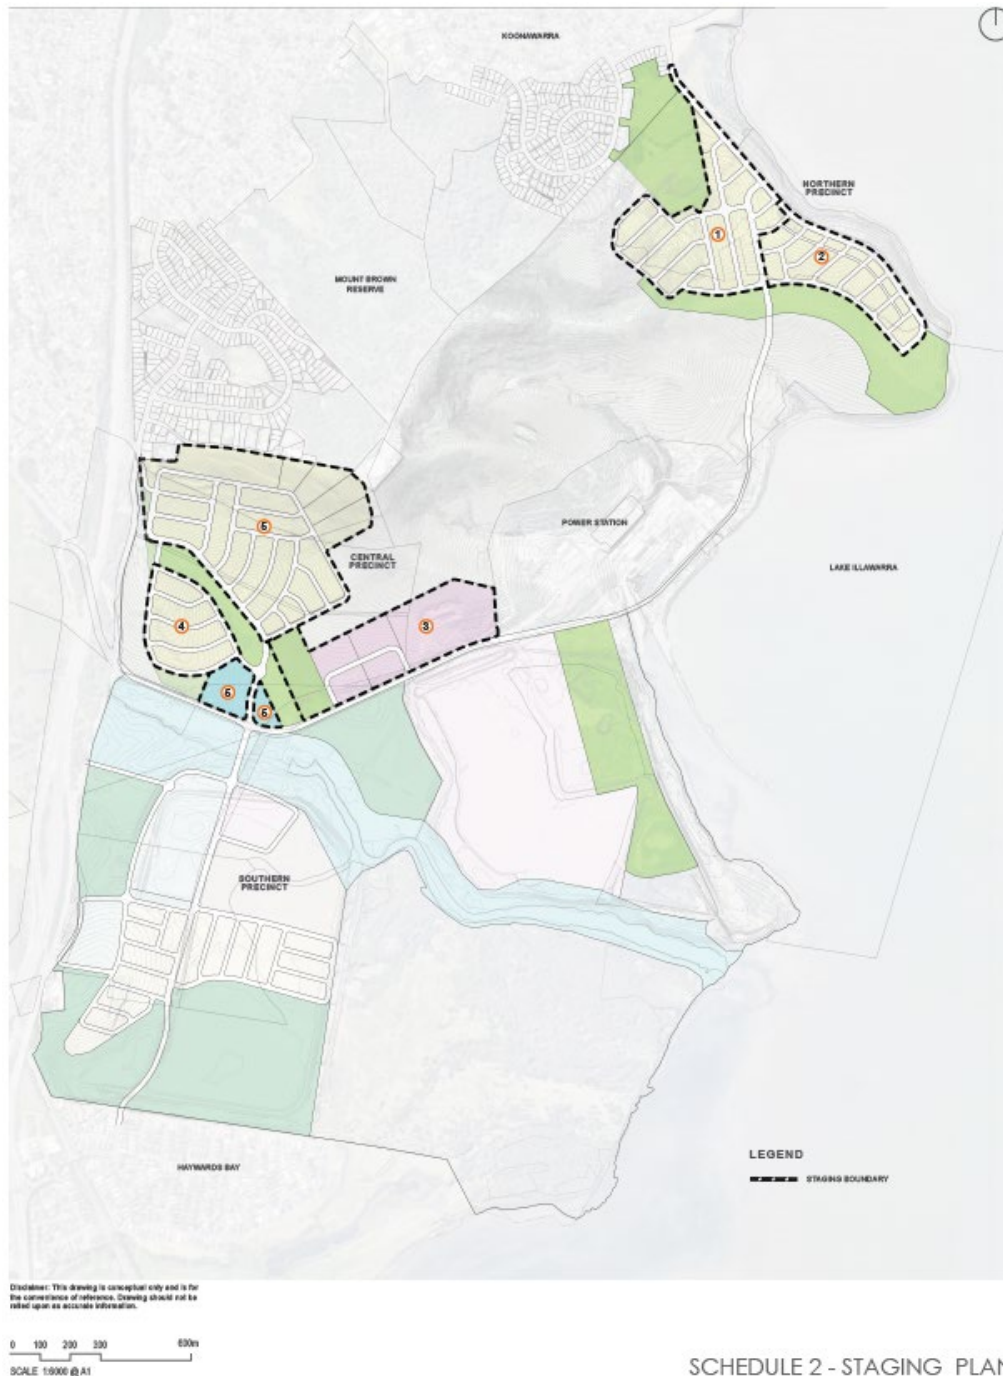 KOONAWARRA
NORTHERN
PRECINCT
1
2
MOUNT BROWN
RESERVE
POWER STATION
5
CENTRAL
PRECINCT
LAKE ILLAWARRA
4
3
6
6
SOUTHERN
PRECINCT
HAYWARDS BAY
LEGEND
STAGING BOUNDARY
Disclaimer: This drawing is conceptual only and is for
the convenience of reference. Drawing should not be
relied upon as accurate information.
0 100 200 300 600m
SCALE 1:6000 @ A1
SCHEDULE 2 - STAGING PLAN